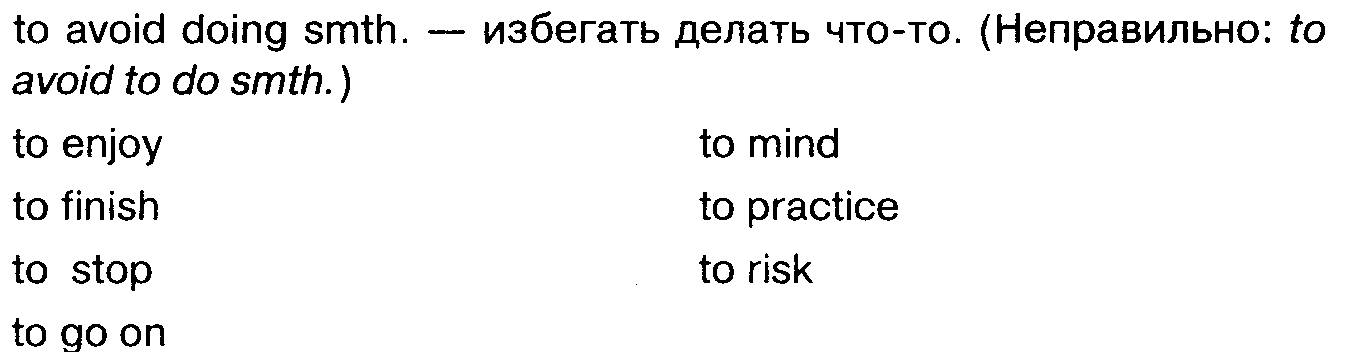 to avoid doing smth. — избегать делать что-то. (Неправильно: to
avoid to do smth.)
to enjoy to mind
to finish to practice
to stop to risk
to go on